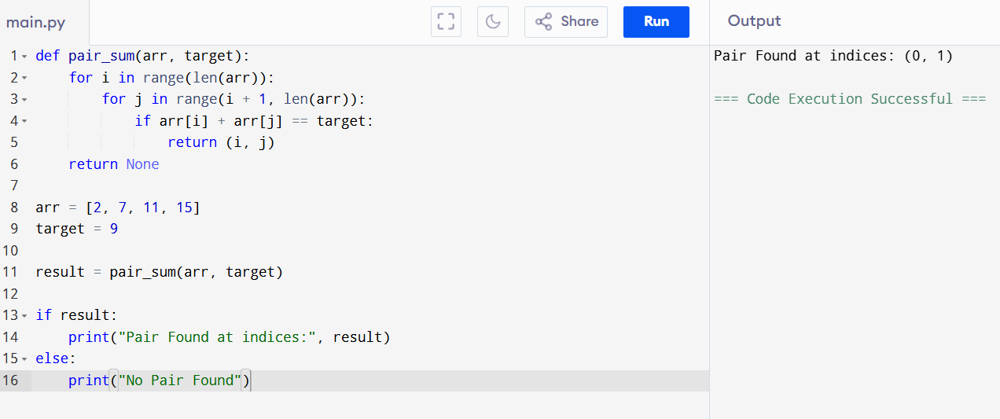 main.py
Share
Run
Output
1 def pair_sum(arr, target):
2     for i in range(len(arr)):
3         for j in range(i + 1, len(arr)):
4             if arr[i] + arr[j] == target:
5                 return (i, j)
6     return None
7
8 arr = [2, 7, 11, 15]
9 target = 9
10
11 result = pair_sum(arr, target)
12
13 if result:
14     print("Pair Found at indices:", result)
15 else:
16     print("No Pair Found")
Pair Found at indices: (0, 1)
=== Code Execution Successful ===